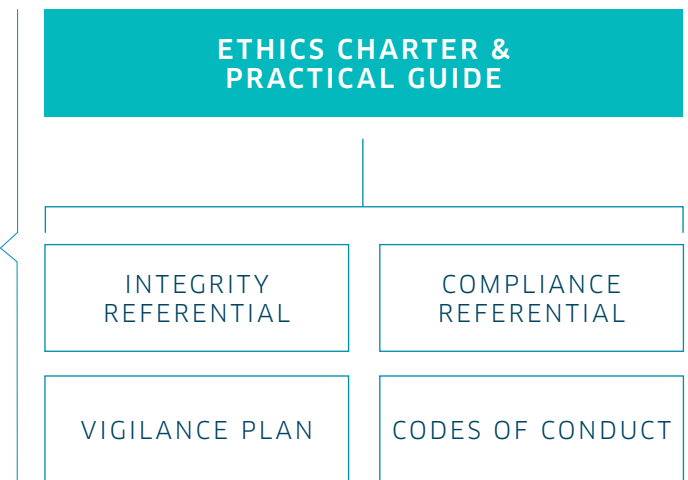 ETHICS CHARTER &
PRACTICAL GUIDE
INTEGRITY
REFERENTIAL
COMPLIANCE
REFERENTIAL
VIGILANCE PLAN
CODES OF CONDUCT